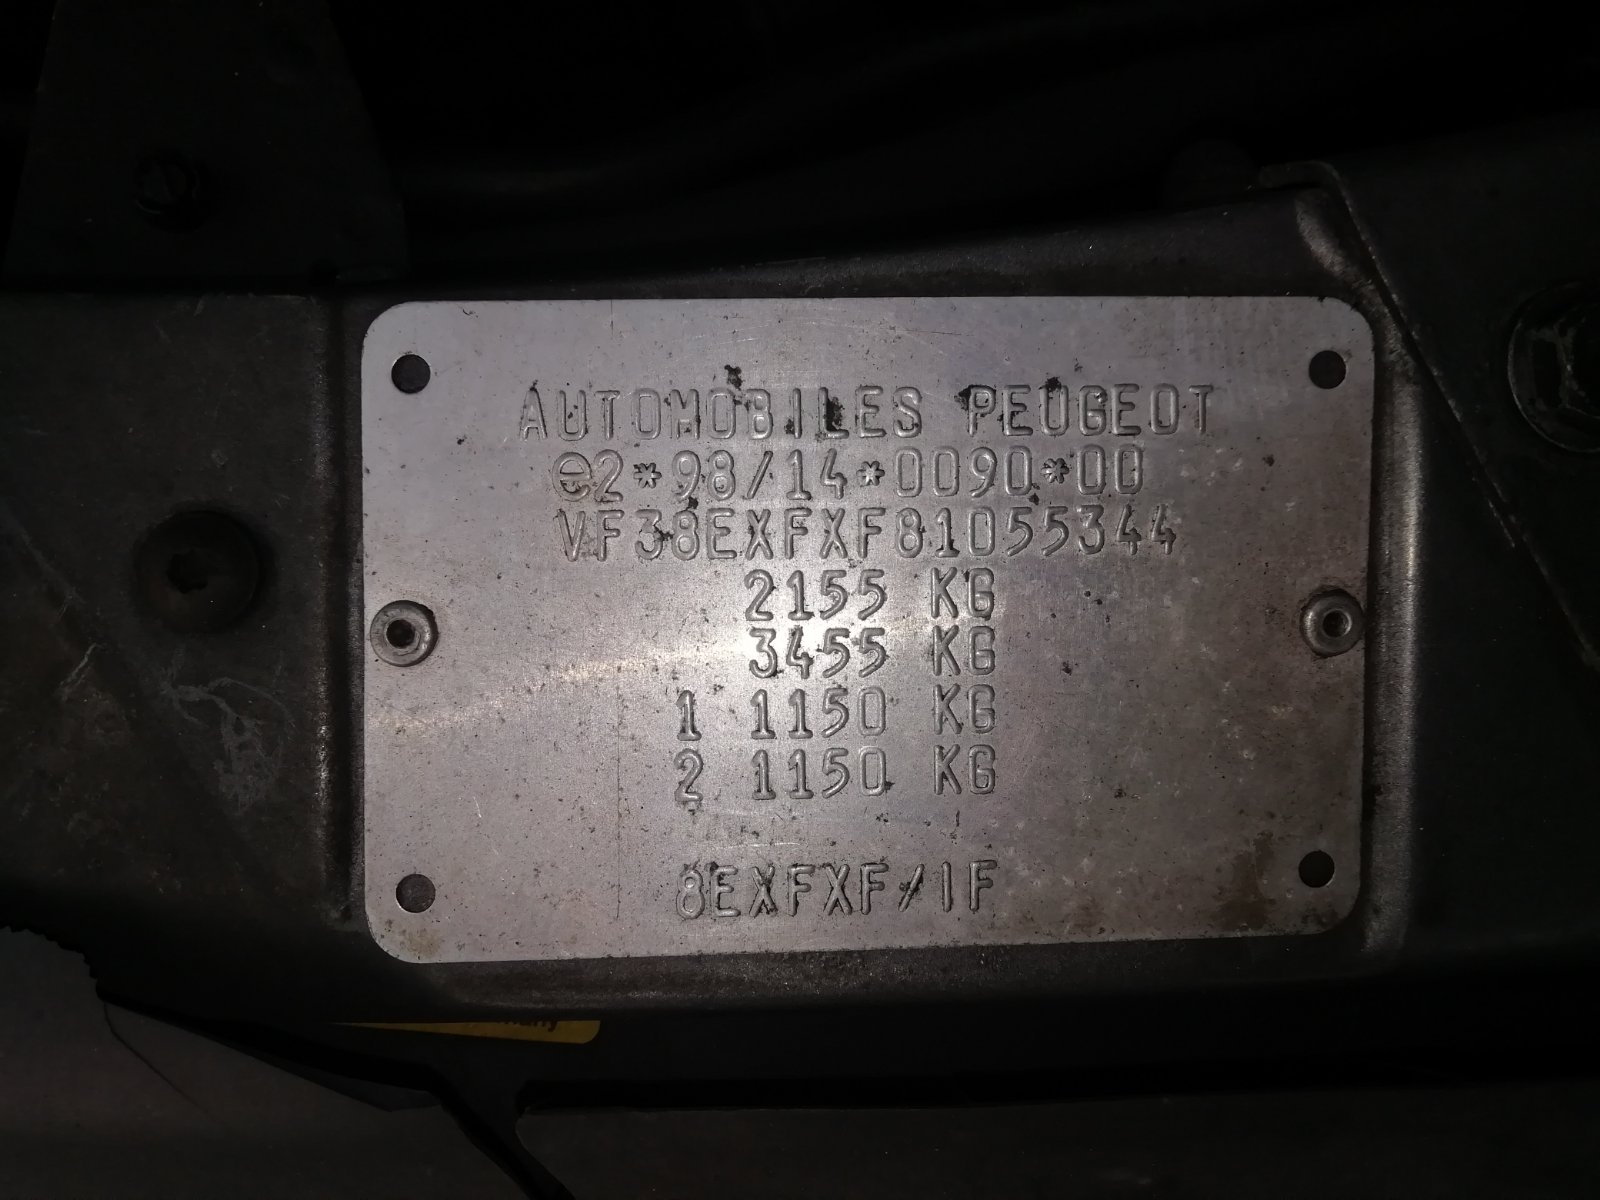 AUTOMOBILES PEUGEOT
e2*98/14*0090*00
VF38EXFXF81055344
2155 KG
3455 KG
1 1150 KG
2 1150 KG
8EXFXF/IF